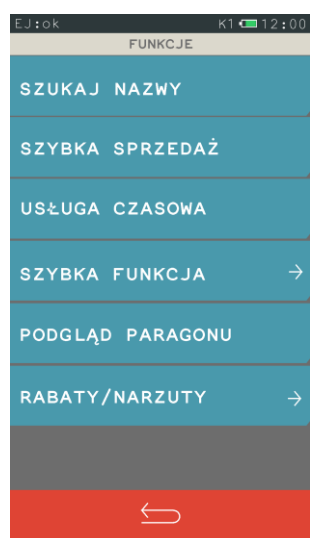 EJ:ok K1 12:00
FUNKCJE
SZUKAJ NAZWY
SZYBKA SPRZEDAŻ
USŁUGA CZASOWA
SZYBKA FUNKCJA
PODGLĄD PARAGONU
RABATY/NARZUTY